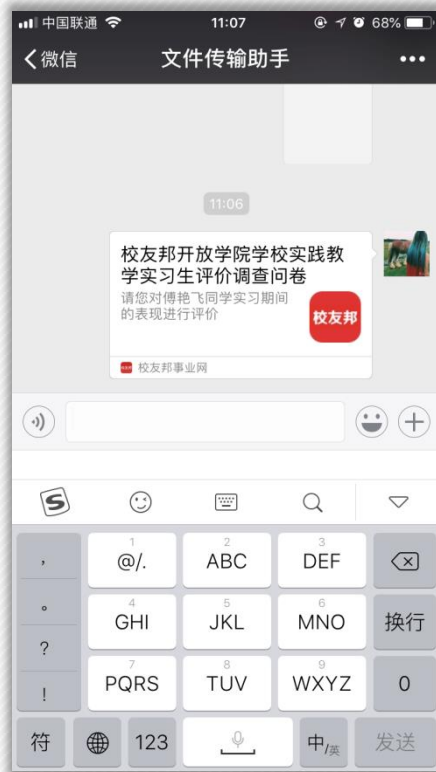 中国联通 11:07 68%
微信 文件传输助手
11:06
校友邦开放学院学校实践教
学实习生评价调查问卷
请您对傅艳飞同学实习期间
的表现进行评价
校友邦
校友邦 校友邦事业网
S
, 1 2 3
@/. ABC DEF
。 4 5 6
GHI JKL MNO 换行
?
7 8 9
! PQRS TUV WXYZ 0
符 123 中/英 发送